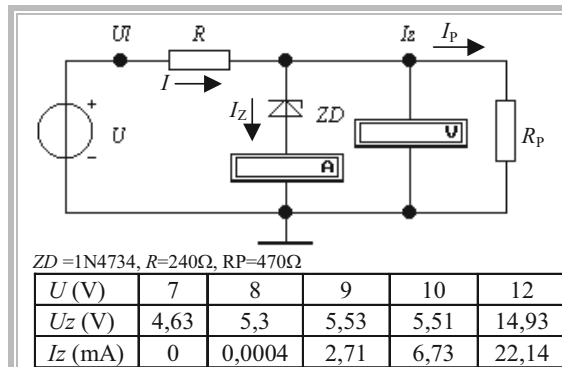 Ul R Iz IP
I IZ ZD
+ U - A V RP
ZD =1N4734, R=240Ω, RP=470Ω
U (V) 7 8 9 10 12
Uz (V) 4,63 5,3 5,53 5,51 14,93
Iz (mA) 0 0,0004 2,71 6,73 22,14